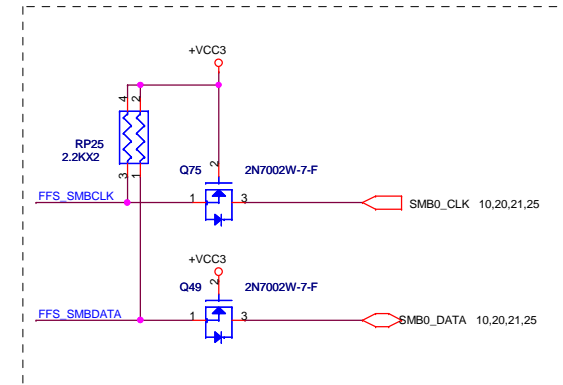 +VCC3
4
2
RP25
2.2KX2
3
1
Q75
2
2N7002W-7-F
FFS_SMBCLK
1
3
SMB0_CLK 10,20,21,25
+VCC3
Q49
2
2N7002W-7-F
FFS_SMBDATA
1
3
SMB0_DATA 10,20,21,25